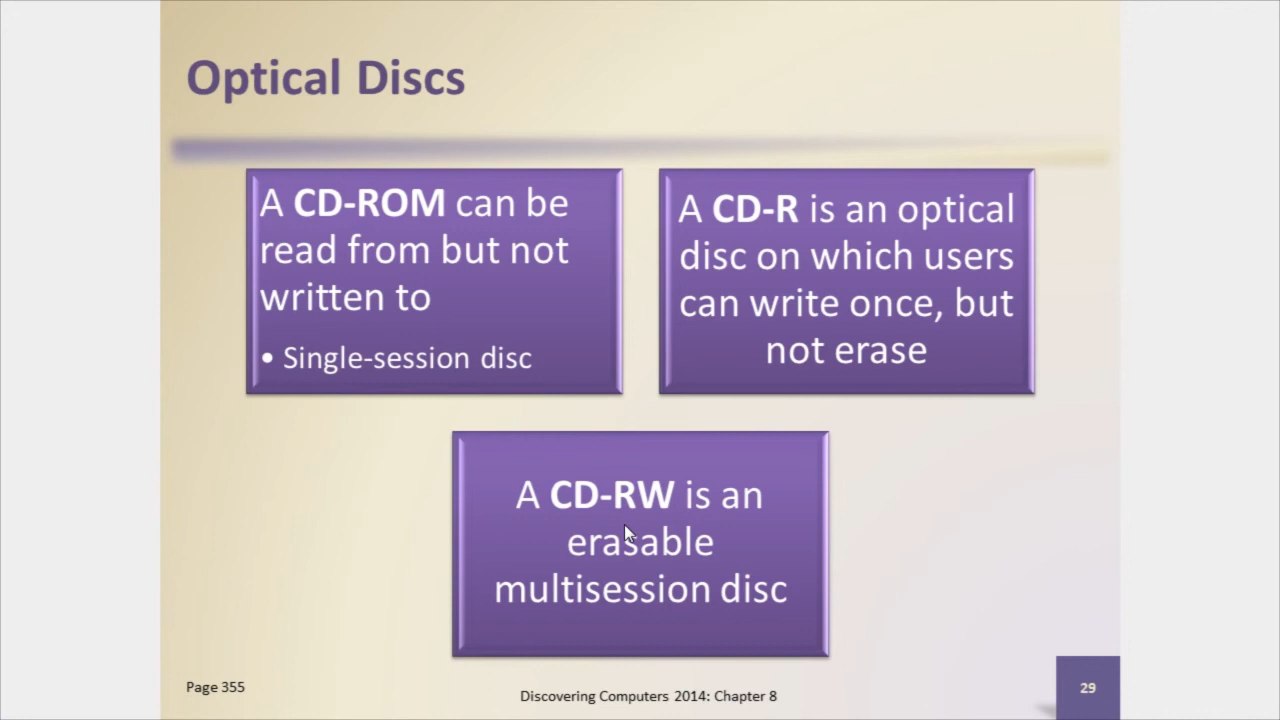 Optical Discs
A CD-ROM can be
read from but not
written to
• Single-session disc
A CD-R is an optical
disc on which users
can write once, but
not erase
A CD-RW is an
erasable
multisession disc
Page 355
Discovering Computers 2014: Chapter 8
29